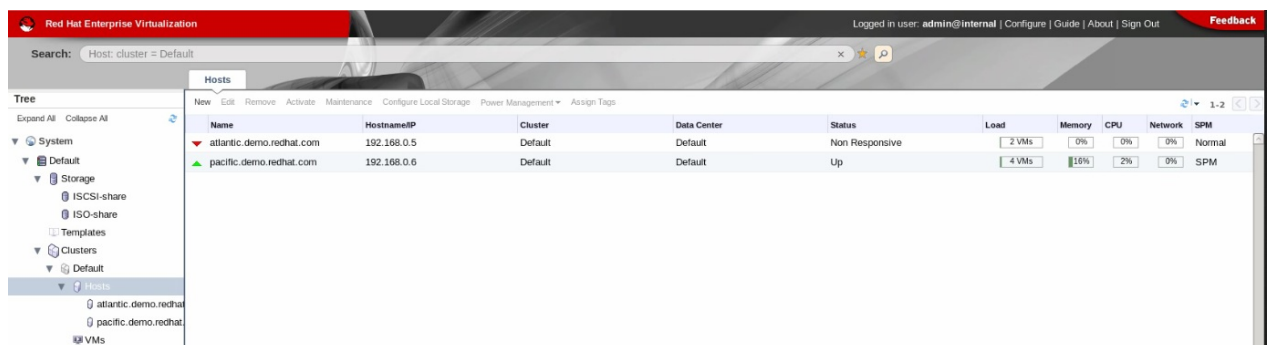 Red Hat Enterprise Virtualization
Logged in user: admin@internal | Configure | Guide | About | Sign Out
Feedback
Search: Host: cluster = Default
x
Hosts
Tree
New Edit Remove Activate Maintenance Configure Local Storage Power Management Assign Tags
1-2
Expand All Collapse All
Name Hostname/IP Cluster Data Center Status Load Memory CPU Network SPM
atlantic.demo.redhat.com 192.168.0.5 Default Default Non Responsive 2 VMs 0% 0% 0% Normal
pacific.demo.redhat.com 192.168.0.6 Default Default Up 4 VMs 16% 2% 0% SPM
System
Default
Storage
ISCSI-share
ISO-share
Templates
Clusters
Default
Hosts
atlantic.demo.redhat
pacific.demo.redhat.
VMs